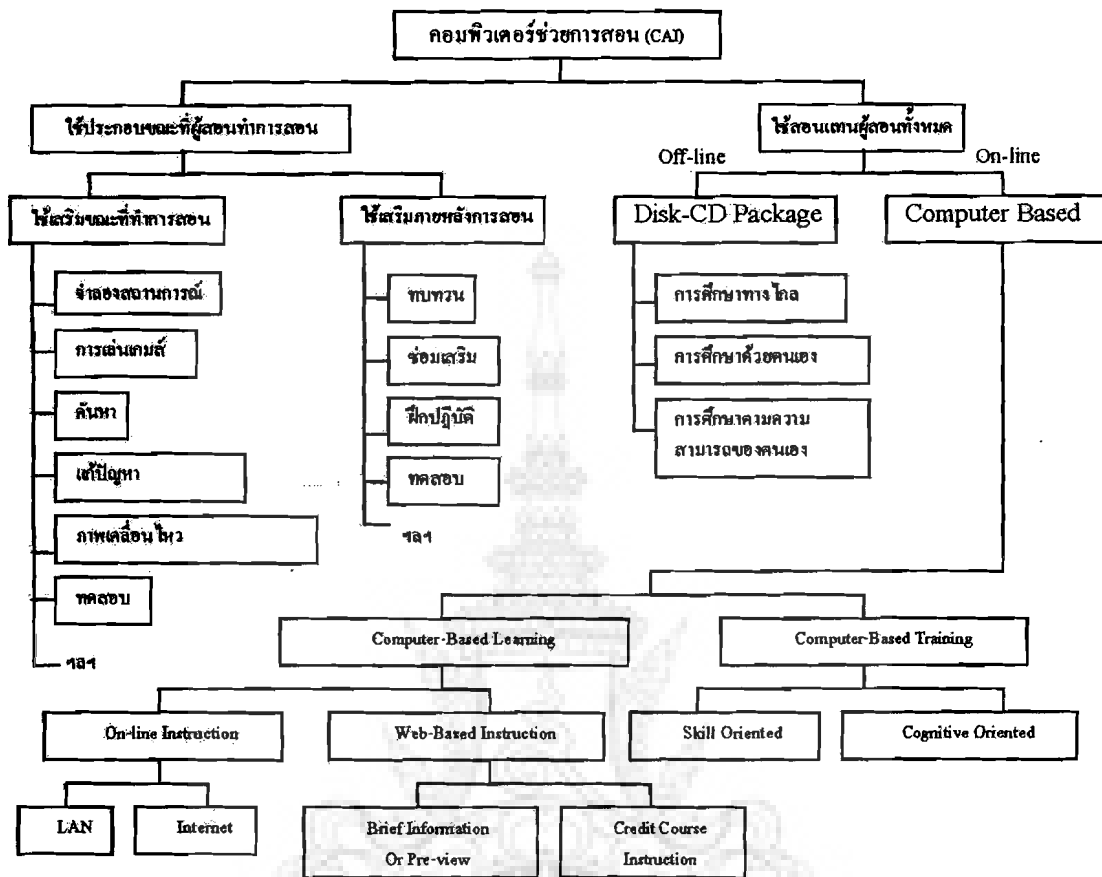 คอมพิวเตอร์ช่วยการสอน (CAI)
ใช้ประกอบขณะที่ผู้สอนทำการสอน
ใช้สอนแทนผู้สอนทั้งหมด
Off-line
On-line
ใช้เสริมขณะที่ทำการสอน
ใช้เสริมภายหลังการสอน
Disk-CD Package
Computer Based
จำลองสถานการณ์
การเล่นเกมส์
ค้นหา
แก้ปัญหา
ภาพเคลื่อนไหว
ทดสอบ
ฯลฯ
ทบทวน
ซ่อมเสริม
ฝึกปฏิบัติ
ทดสอบ
ฯลฯ
การศึกษาทางไกล
การศึกษาด้วยตนเอง
การศึกษาตามความ
สามารถของตนเอง
Computer-Based Learning
Computer-Based Training
On-line Instruction
Web-Based Instruction
Skill Oriented
Cognitive Oriented
LAN
Internet
Brief Information
Or Pre-view
Credit Course
Instruction